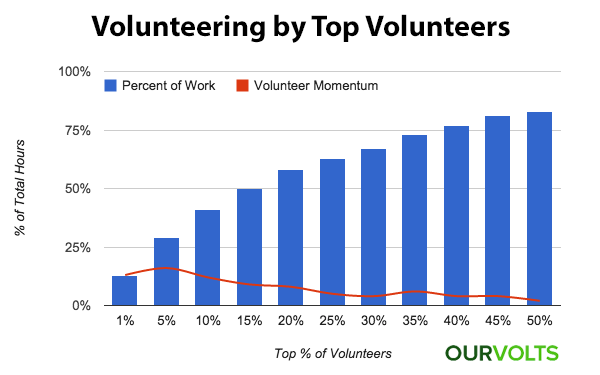 Volunteering by Top Volunteers
100%
Percent of Work
Volunteer Momentum
75%
50%
25%
0%
% of Total Hours
1% 5% 10% 15% 20% 25% 30% 35% 40% 45% 50%
Top % of Volunteers
OURVOLTS